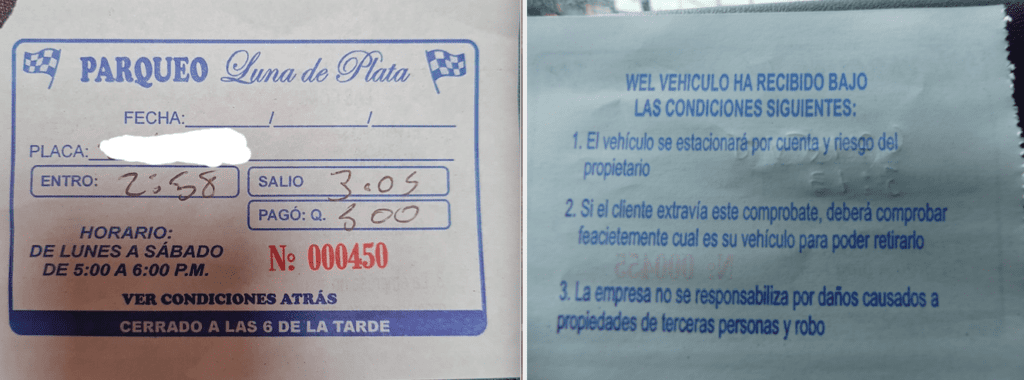 PARQUEO Luna de Plata
FECHA: / /
PLACA:
ENTRO: 2:58
SALIO 3.05
PAGÓ: Q. 500
HORARIO:
DE LUNES A SÁBADO
DE 5:00 A 6:00 P.M.
Nº 000450
VER CONDICIONES ATRÁS
CERRADO A LAS 6 DE LA TARDE
WEL VEHICULO HA RECIBIDO BAJO
LAS CONDICIONES SIGUIENTES:
1. El vehículo se estacionará por cuenta y riesgo del
propietario
2. Si el cliente extravía este comprobate, deberá comprobar
feacietemente cual es su vehículo para poder retirarlo
3. La empresa no se responsabiliza por daños causados a
propiedades de terceras personas y robo